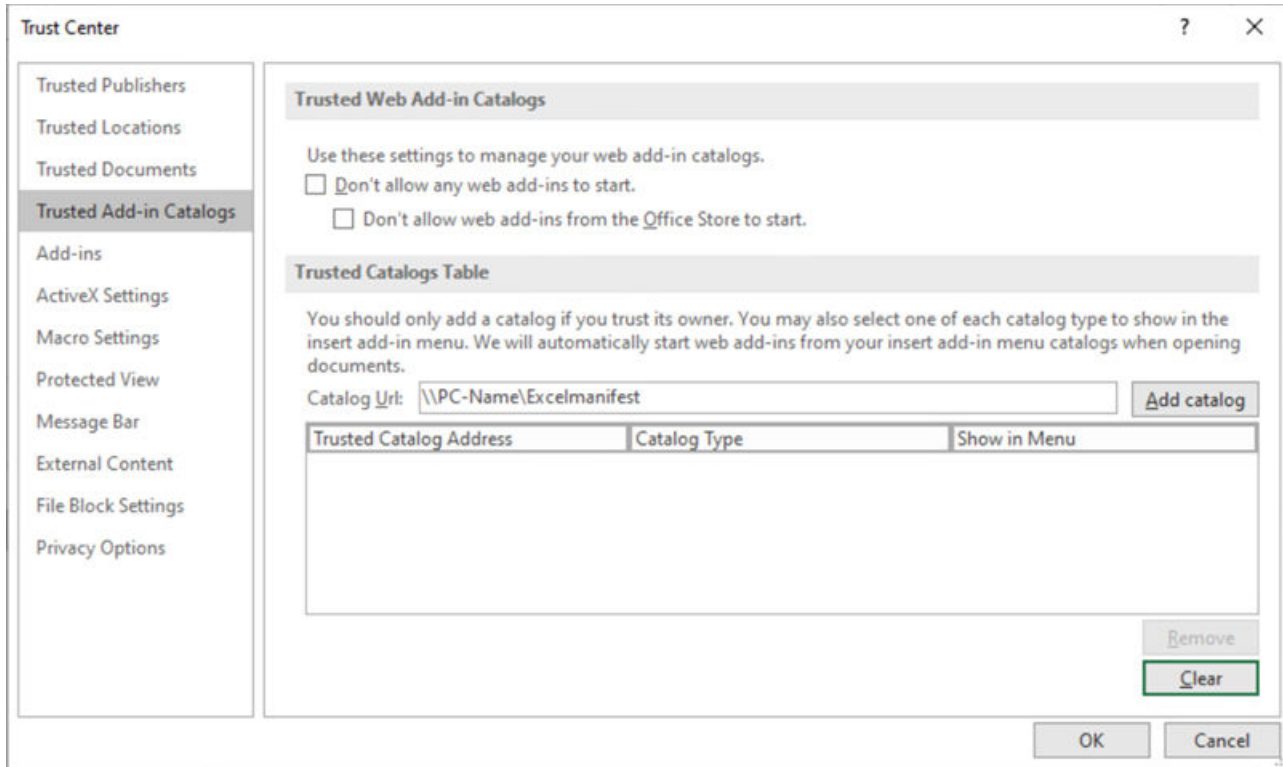 Trust Center
?
Trusted Publishers
Trusted Locations
Trusted Documents
Trusted Add-in Catalogs
Add-ins
ActiveX Settings
Macro Settings
Protected View
Message Bar
External Content
File Block Settings
Privacy Options
Trusted Web Add-in Catalogs
Use these settings to manage your web add-in catalogs.
Don't allow any web add-ins to start.
Don't allow web add-ins from the Office Store to start.
Trusted Catalogs Table
You should only add a catalog if you trust its owner. You may also select one of each catalog type to show in the
insert add-in menu. We will automatically start web add-ins from your insert add-in menu catalogs when opening
documents.
Catalog Url: \\PC-Name\Excelmanifest Add catalog
Trusted Catalog Address Catalog Type Show in Menu
Remove
Clear
OK Cancel